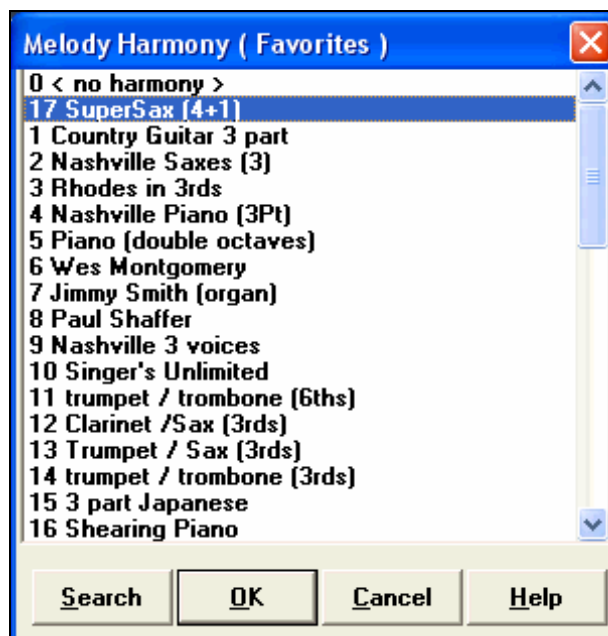 Melody Harmony ( Favorites )
0 < no harmony >
17 SuperSax (4+1)
1 Country Guitar 3 part
2 Nashville Saxes (3)
3 Rhodes in 3rds
4 Nashville Piano (3Pt)
5 Piano (double octaves)
6 Wes Montgomery
7 Jimmy Smith (organ)
8 Paul Shaffer
9 Nashville 3 voices
10 Singer's Unlimited
11 trumpet / trombone (6ths)
12 Clarinet /Sax (3rds)
13 Trumpet / Sax (3rds)
14 trumpet / trombone (3rds)
15 3 part Japanese
16 Shearing Piano
Search OK Cancel Help